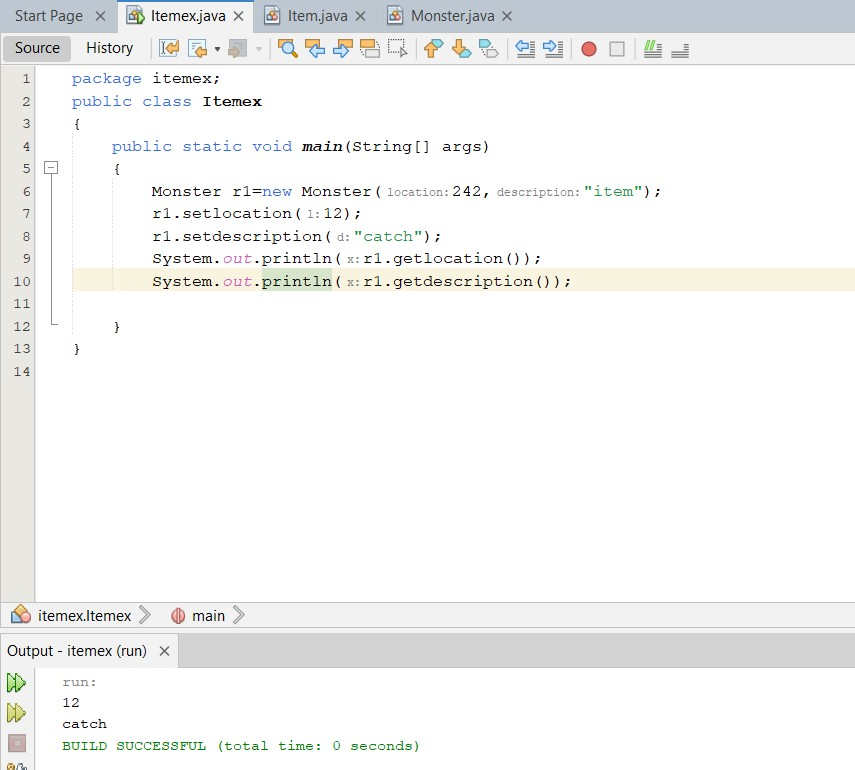 Start Page Itemex.java Item.java Monster.java
Source History
1 package itemex;
2 public class Itemex
3 {
4 public static void main(String[] args)
5 {
6 Monster r1=new Monster( location: 242, description: "item");
7 r1.setlocation( l: 12);
8 r1.setdescription( d: "catch");
9 System.out.println( x: r1.getlocation());
10 System.out.println( x: r1.getdescription());
11
12 }
13 }
14
itemex.Itemex main
Output - itemex (run)
run:
12
catch
BUILD SUCCESSFUL (total time: 0 seconds)